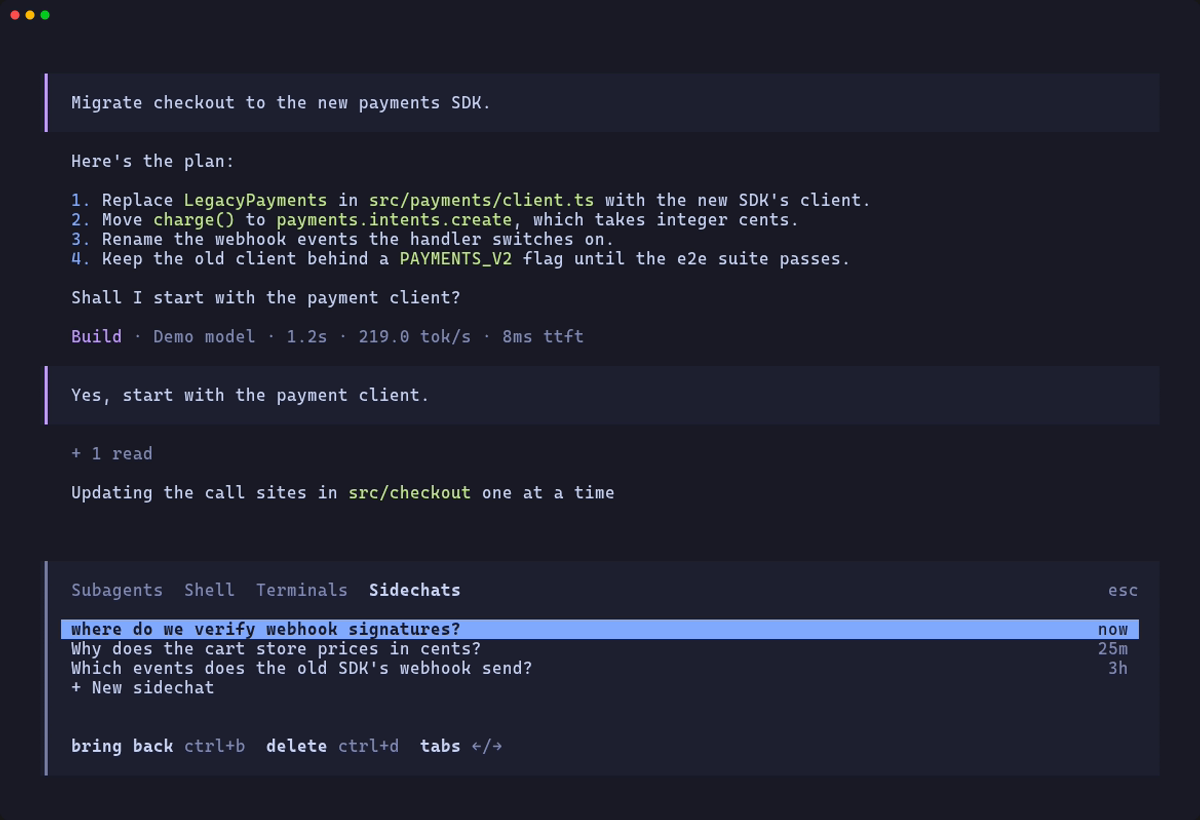 Migrate checkout to the new payments SDK.
Here's the plan:
1. Replace LegacyPayments in src/payments/client.ts with the new SDK's client.
2. Move charge() to payments.intents.create, which takes integer cents.
3. Rename the webhook events the handler switches on.
4. Keep the old client behind a PAYMENTS_V2 flag until the e2e suite passes.
Shall I start with the payment client?
Build · Demo model · 1.2s · 219.0 tok/s · 8ms ttft
Yes, start with the payment client.
+ 1 read
Updating the call sites in src/checkout one at a time
Subagents Shell Terminals Sidechats esc
where do we verify webhook signatures? now
Why does the cart store prices in cents? 25m
Which events does the old SDK's webhook send? 3h
+ New sidechat
bring back ctrl+b delete ctrl+d tabs ←/→